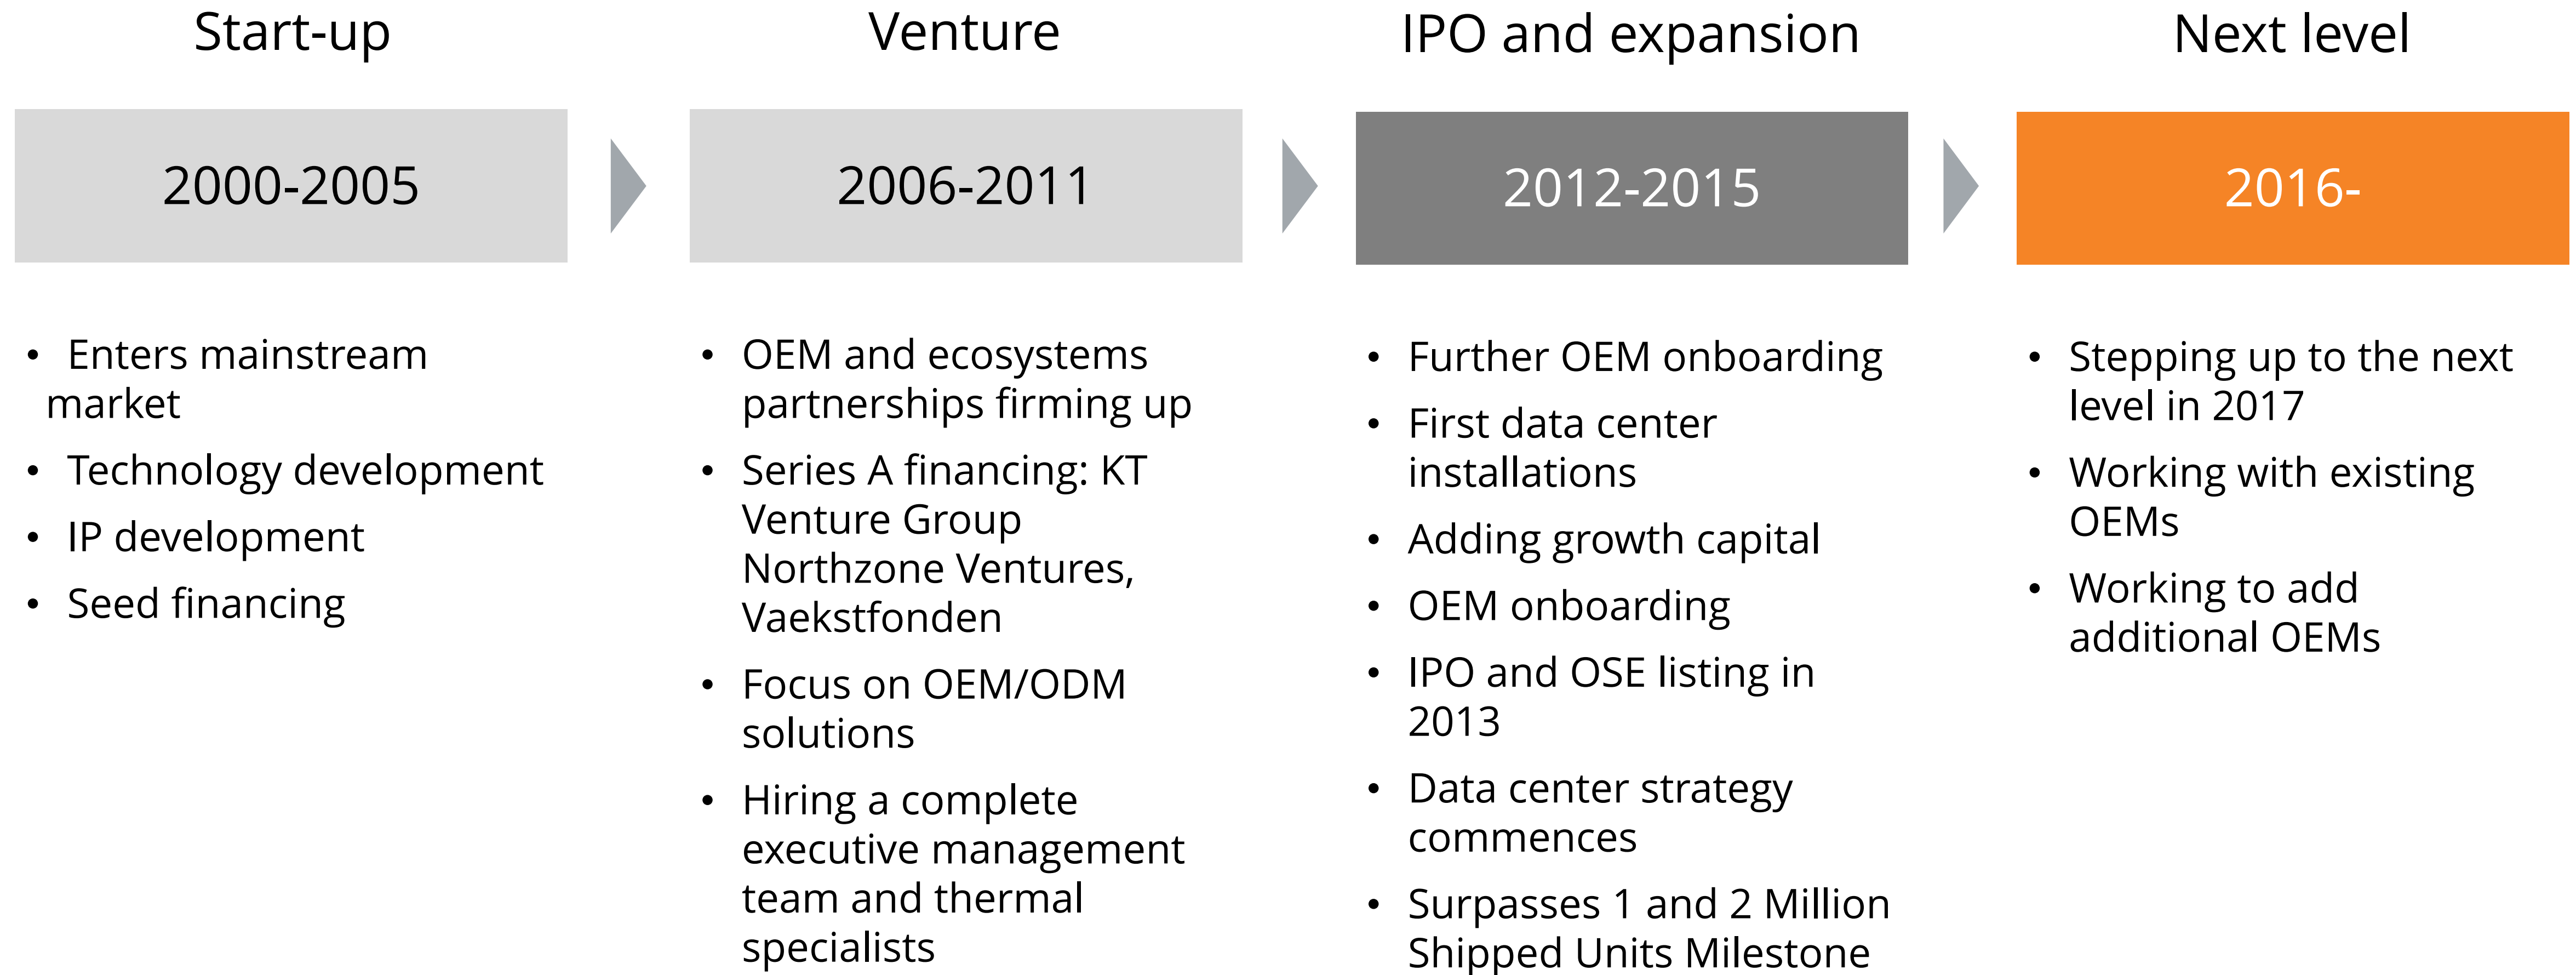 Start-up
2000-2005
• Enters mainstream
market
• Technology development
• IP development
• Seed financing
Venture
2006-2011
• OEM and ecosystems
partnerships firming up
• Series A financing: KT
Venture Group
Northzone Ventures,
Vaekstfonden
• Focus on OEM/ODM
solutions
• Hiring a complete
executive management
team and thermal
specialists
IPO and expansion
2012-2015
• Further OEM onboarding
• First data center
installations
• Adding growth capital
• OEM onboarding
• IPO and OSE listing in
2013
• Data center strategy
commences
• Surpasses 1 and 2 Million
Shipped Units Milestone
Next level
2016-
• Stepping up to the next
level in 2017
• Working with existing
OEMs
• Working to add
additional OEMs